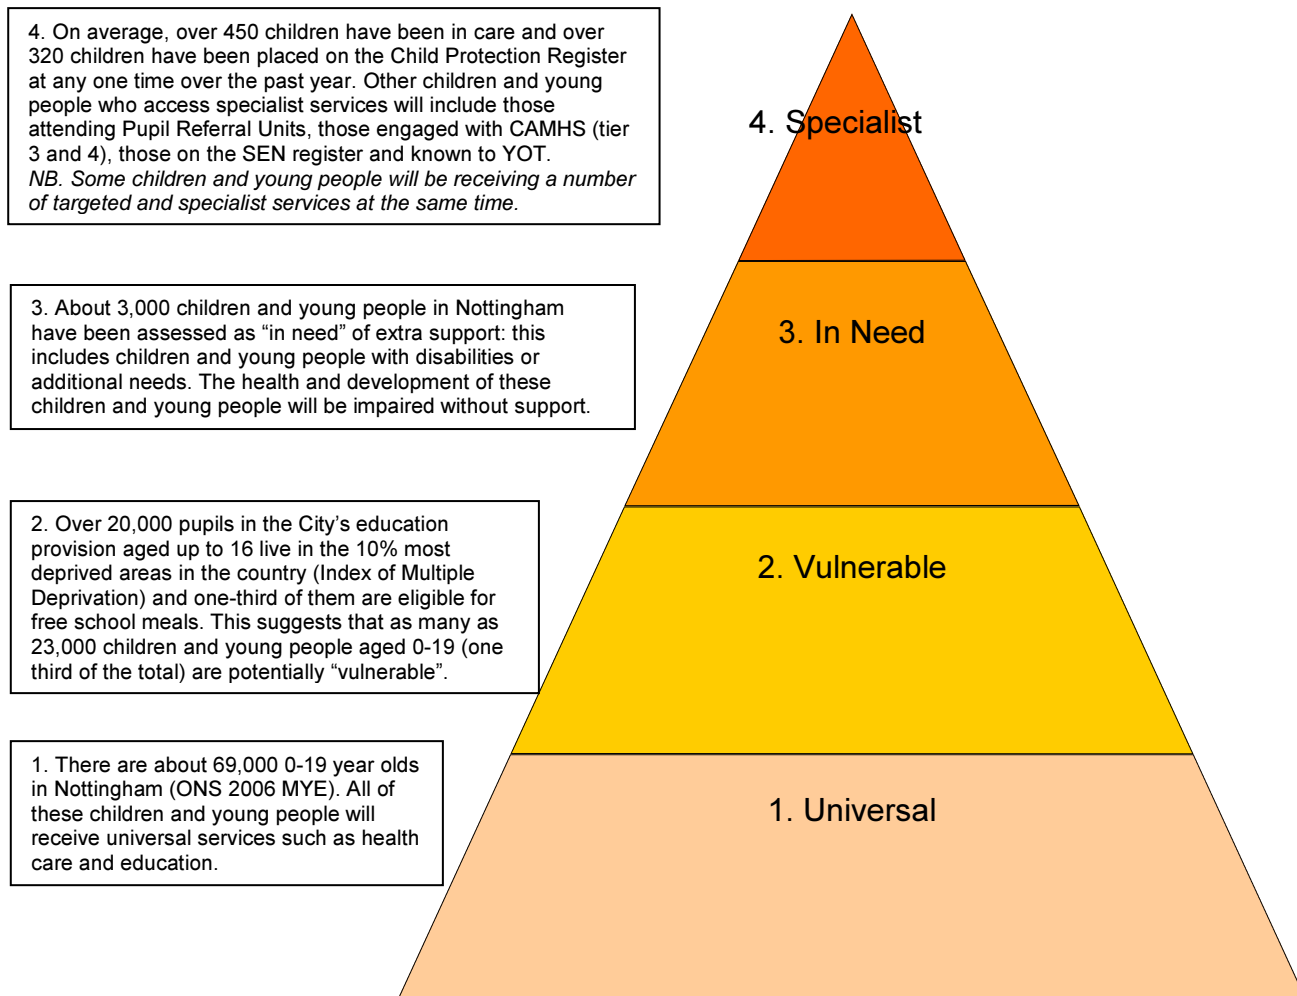 4. On average, over 450 children have been in care and over
320 children have been placed on the Child Protection Register
at any one time over the past year. Other children and young
people who access specialist services will include those
attending Pupil Referral Units, those engaged with CAMHS (tier
3 and 4), those on the SEN register and known to YOT.
NB. Some children and young people will be receiving a number
of targeted and specialist services at the same time.
4. Specialist
3. About 3,000 children and young people in Nottingham
have been assessed as “in need” of extra support: this
includes children and young people with disabilities or
additional needs. The health and development of these
children and young people will be impaired without support.
3. In Need
2. Over 20,000 pupils in the City’s education
provision aged up to 16 live in the 10% most
deprived areas in the country (Index of Multiple
Deprivation) and one-third of them are eligible for
free school meals. This suggests that as many as
23,000 children and young people aged 0-19 (one
third of the total) are potentially “vulnerable”.
2. Vulnerable
1. There are about 69,000 0-19 year olds
in Nottingham (ONS 2006 MYE). All of
these children and young people will
receive universal services such as health
care and education.
1. Universal